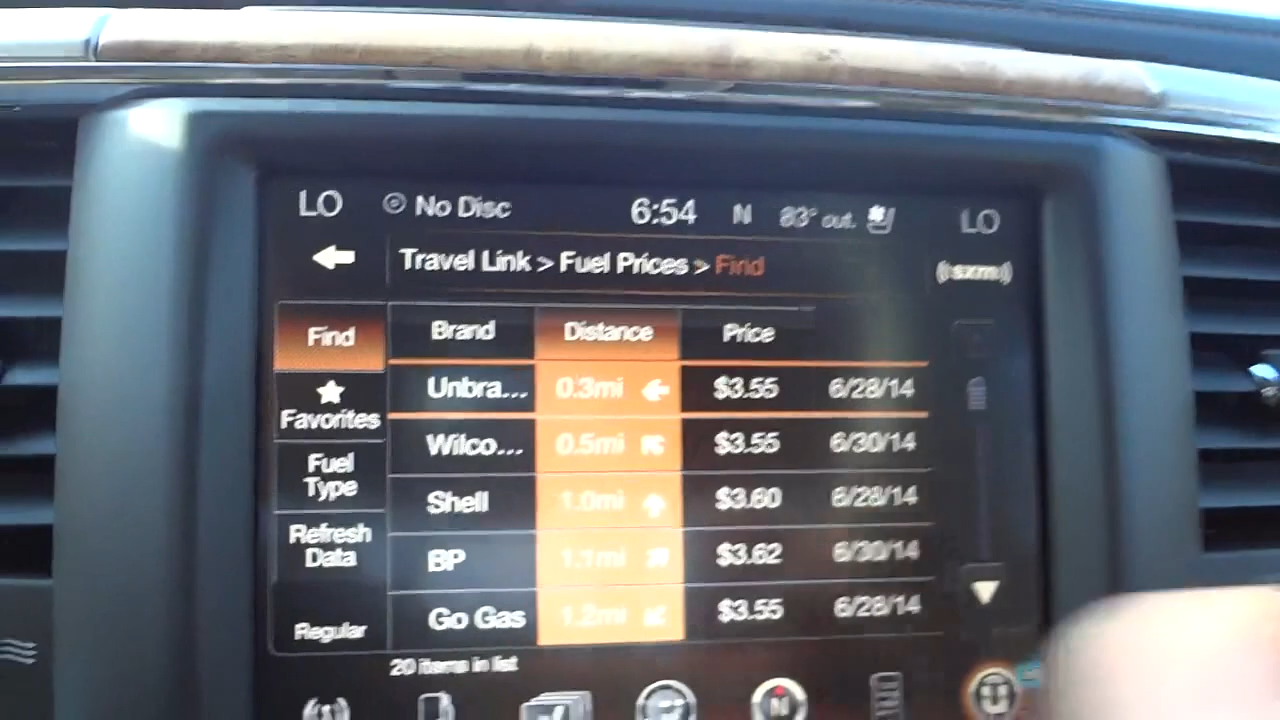 LO No Disc 6:54 N 83° out. LO
Travel Link > Fuel Prices > Find
((sxm))
Find Brand Distance Price
Unbra... 0.3mi $3.55 6/28/14
Favorites Wilco... 0.5mi $3.55 6/30/14
Fuel Type Shell 1.0mi $3.60 6/28/14
Refresh Data BP 1.1mi $3.62 6/30/14
Regular Go Gas 1.2mi $3.55 6/28/14
20 items in list
N